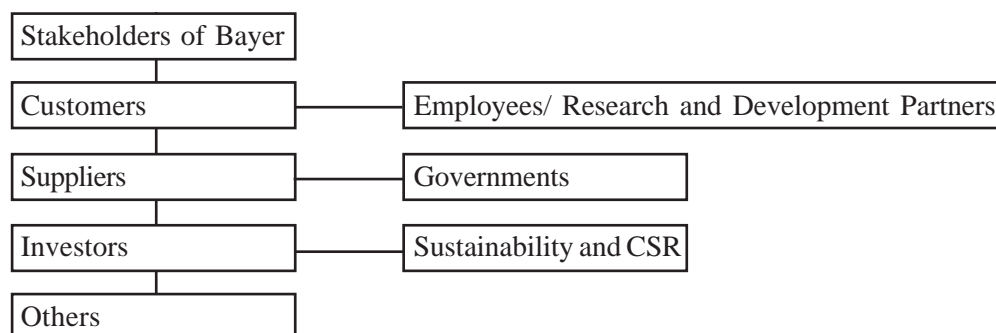 Stakeholders of Bayer
Customers
Employees/ Research and Development Partners
Suppliers
Governments
Investors
Sustainability and CSR
Others